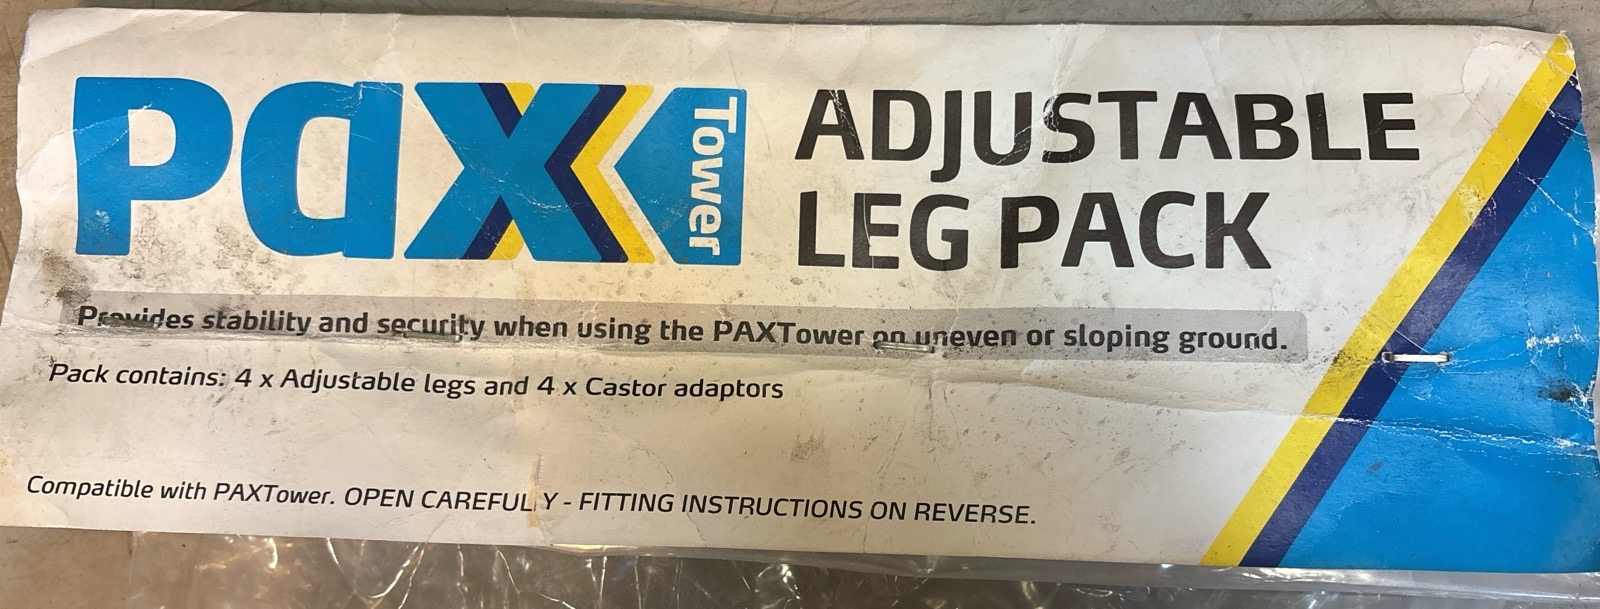 pax Tower
ADJUSTABLE
LEG PACK
Provides stability and security when using the PAXTower on uneven or sloping ground.
Pack contains: 4 x Adjustable legs and 4 x Castor adaptors
Compatible with PAXTower. OPEN CAREFULLY - FITTING INSTRUCTIONS ON REVERSE.